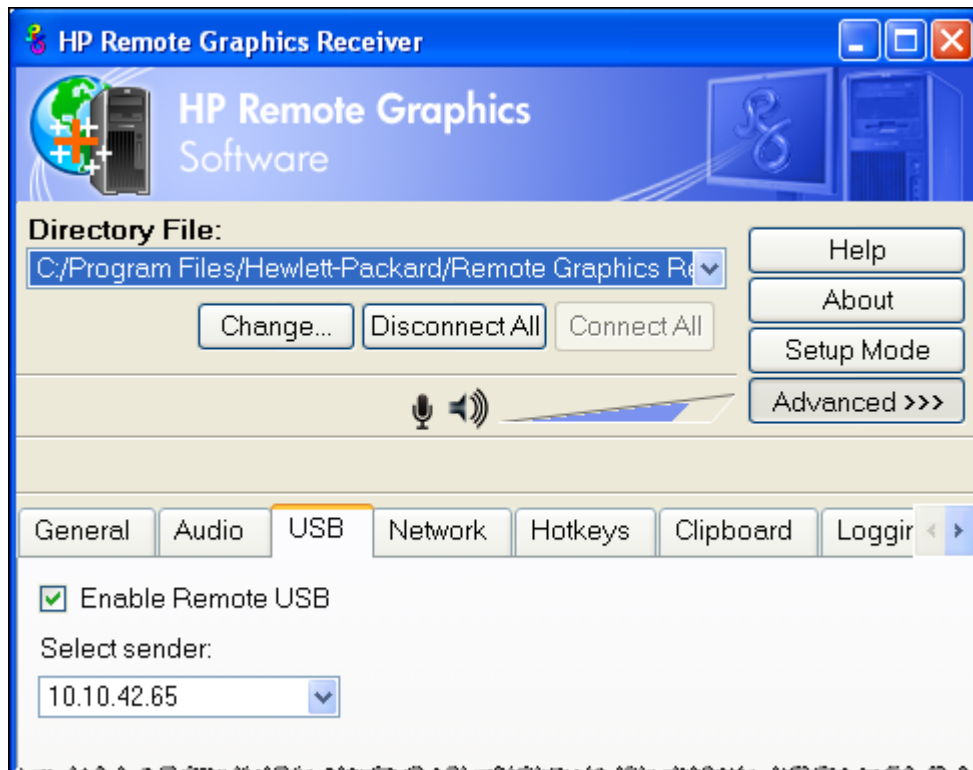 HP Remote Graphics Receiver
HP Remote Graphics
Software
Directory File:
C:/Program Files/Hewlett-Packard/Remote Graphics Re
Change...
Disconnect All
Connect All
Help
About
Setup Mode
Advanced >>>
General
Audio
USB
Network
Hotkeys
Clipboard
Loggin
Enable Remote USB
Select sender:
10.10.42.65